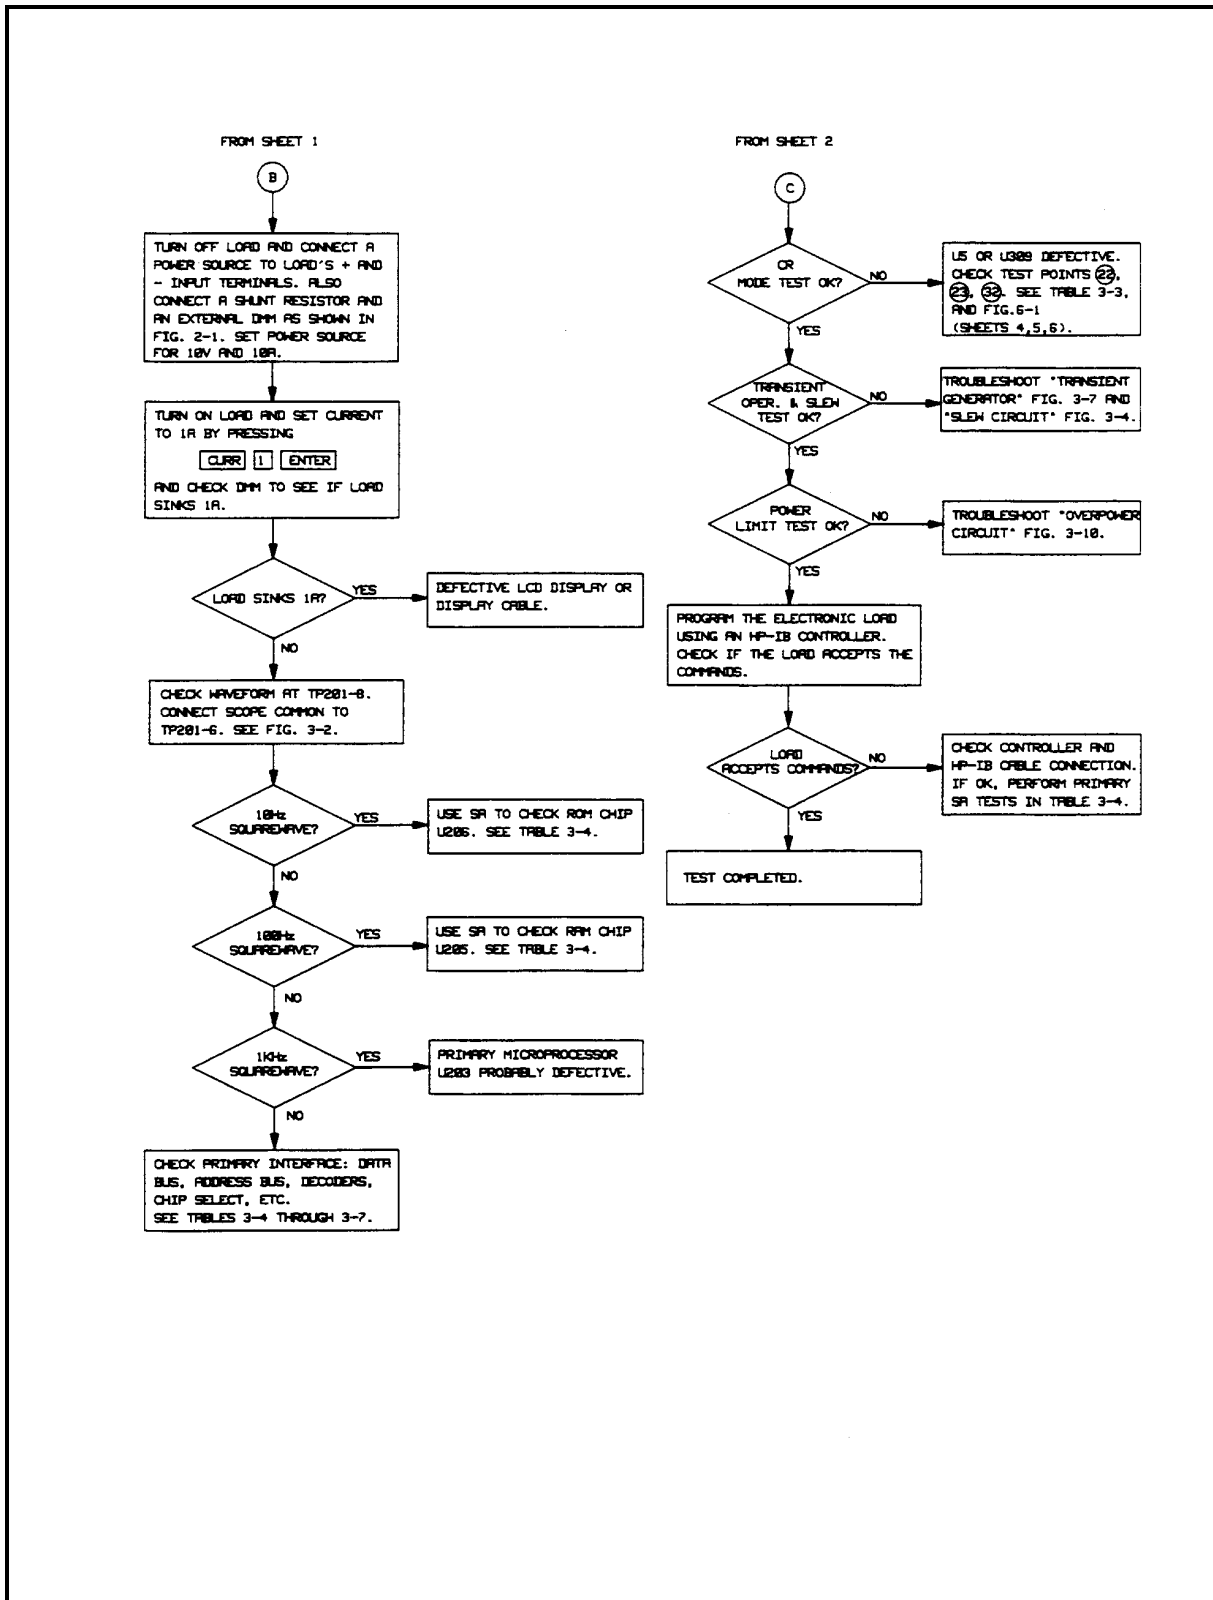 FROM SHEET 1
B
TURN OFF LOAD AND CONNECT A
POWER SOURCE TO LOAD'S + AND
- INPUT TERMINALS. ALSO
CONNECT A SHUNT RESISTOR AND
AN EXTERNAL DMM AS SHOWN IN
FIG. 2-1. SET POWER SOURCE
FOR 10V AND 10A.
TURN ON LOAD AND SET CURRENT
TO 1A BY PRESSING
CURR 1 ENTER
AND CHECK DMM TO SEE IF LOAD
SINKS 1A.
LOAD SINKS 1A?
YES
DEFECTIVE LCD DISPLAY OR
DISPLAY CABLE.
NO
CHECK WAVEFORM AT TP201-8.
CONNECT SCOPE COMMON TO
TP201-6. SEE FIG. 3-2.
10Hz
SQUAREWAVE?
YES
USE SA TO CHECK ROM CHIP
U206. SEE TABLE 3-4.
NO
100Hz
SQUAREWAVE?
YES
USE SA TO CHECK RAM CHIP
U205. SEE TABLE 3-4.
NO
1KHz
SQUAREWAVE?
YES
PRIMARY MICROPROCESSOR
U203 PROBABLY DEFECTIVE.
NO
CHECK PRIMARY INTERFACE: DATA
BUS, ADDRESS BUS, DECODERS,
CHIP SELECT, ETC.
SEE TABLES 3-4 THROUGH 3-7.
FROM SHEET 2
C
CR
MODE TEST OK?
NO
U5 OR U309 DEFECTIVE.
CHECK TEST POINTS 22,
23, 32. SEE TABLE 3-3,
AND FIG.6-1
(SHEETS 4,5,6).
YES
TRANSIENT
OPER. & SLEW
TEST OK?
NO
TROUBLESHOOT "TRANSIENT
GENERATOR" FIG. 3-7 AND
"SLEW CIRCUIT" FIG. 3-4.
YES
POWER
LIMIT TEST OK?
NO
TROUBLESHOOT "OVERPOWER
CIRCUIT" FIG. 3-10.
YES
PROGRAM THE ELECTRONIC LOAD
USING AN HP-IB CONTROLLER.
CHECK IF THE LOAD ACCEPTS THE
COMMANDS.
LOAD
ACCEPTS COMMANDS?
NO
CHECK CONTROLLER AND
HP-IB CABLE CONNECTION.
IF OK, PERFORM PRIMARY
SA TESTS IN TABLE 3-4.
YES
TEST COMPLETED.